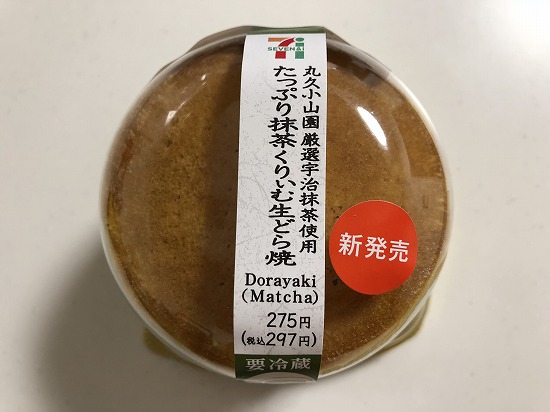 SEVEN&i
丸久小山園厳選宇治抹茶使用
たっぷり抹茶くりぃむ生どら焼
Dorayaki
(Matcha)
275円
(税込297円)
要冷蔵
新発売